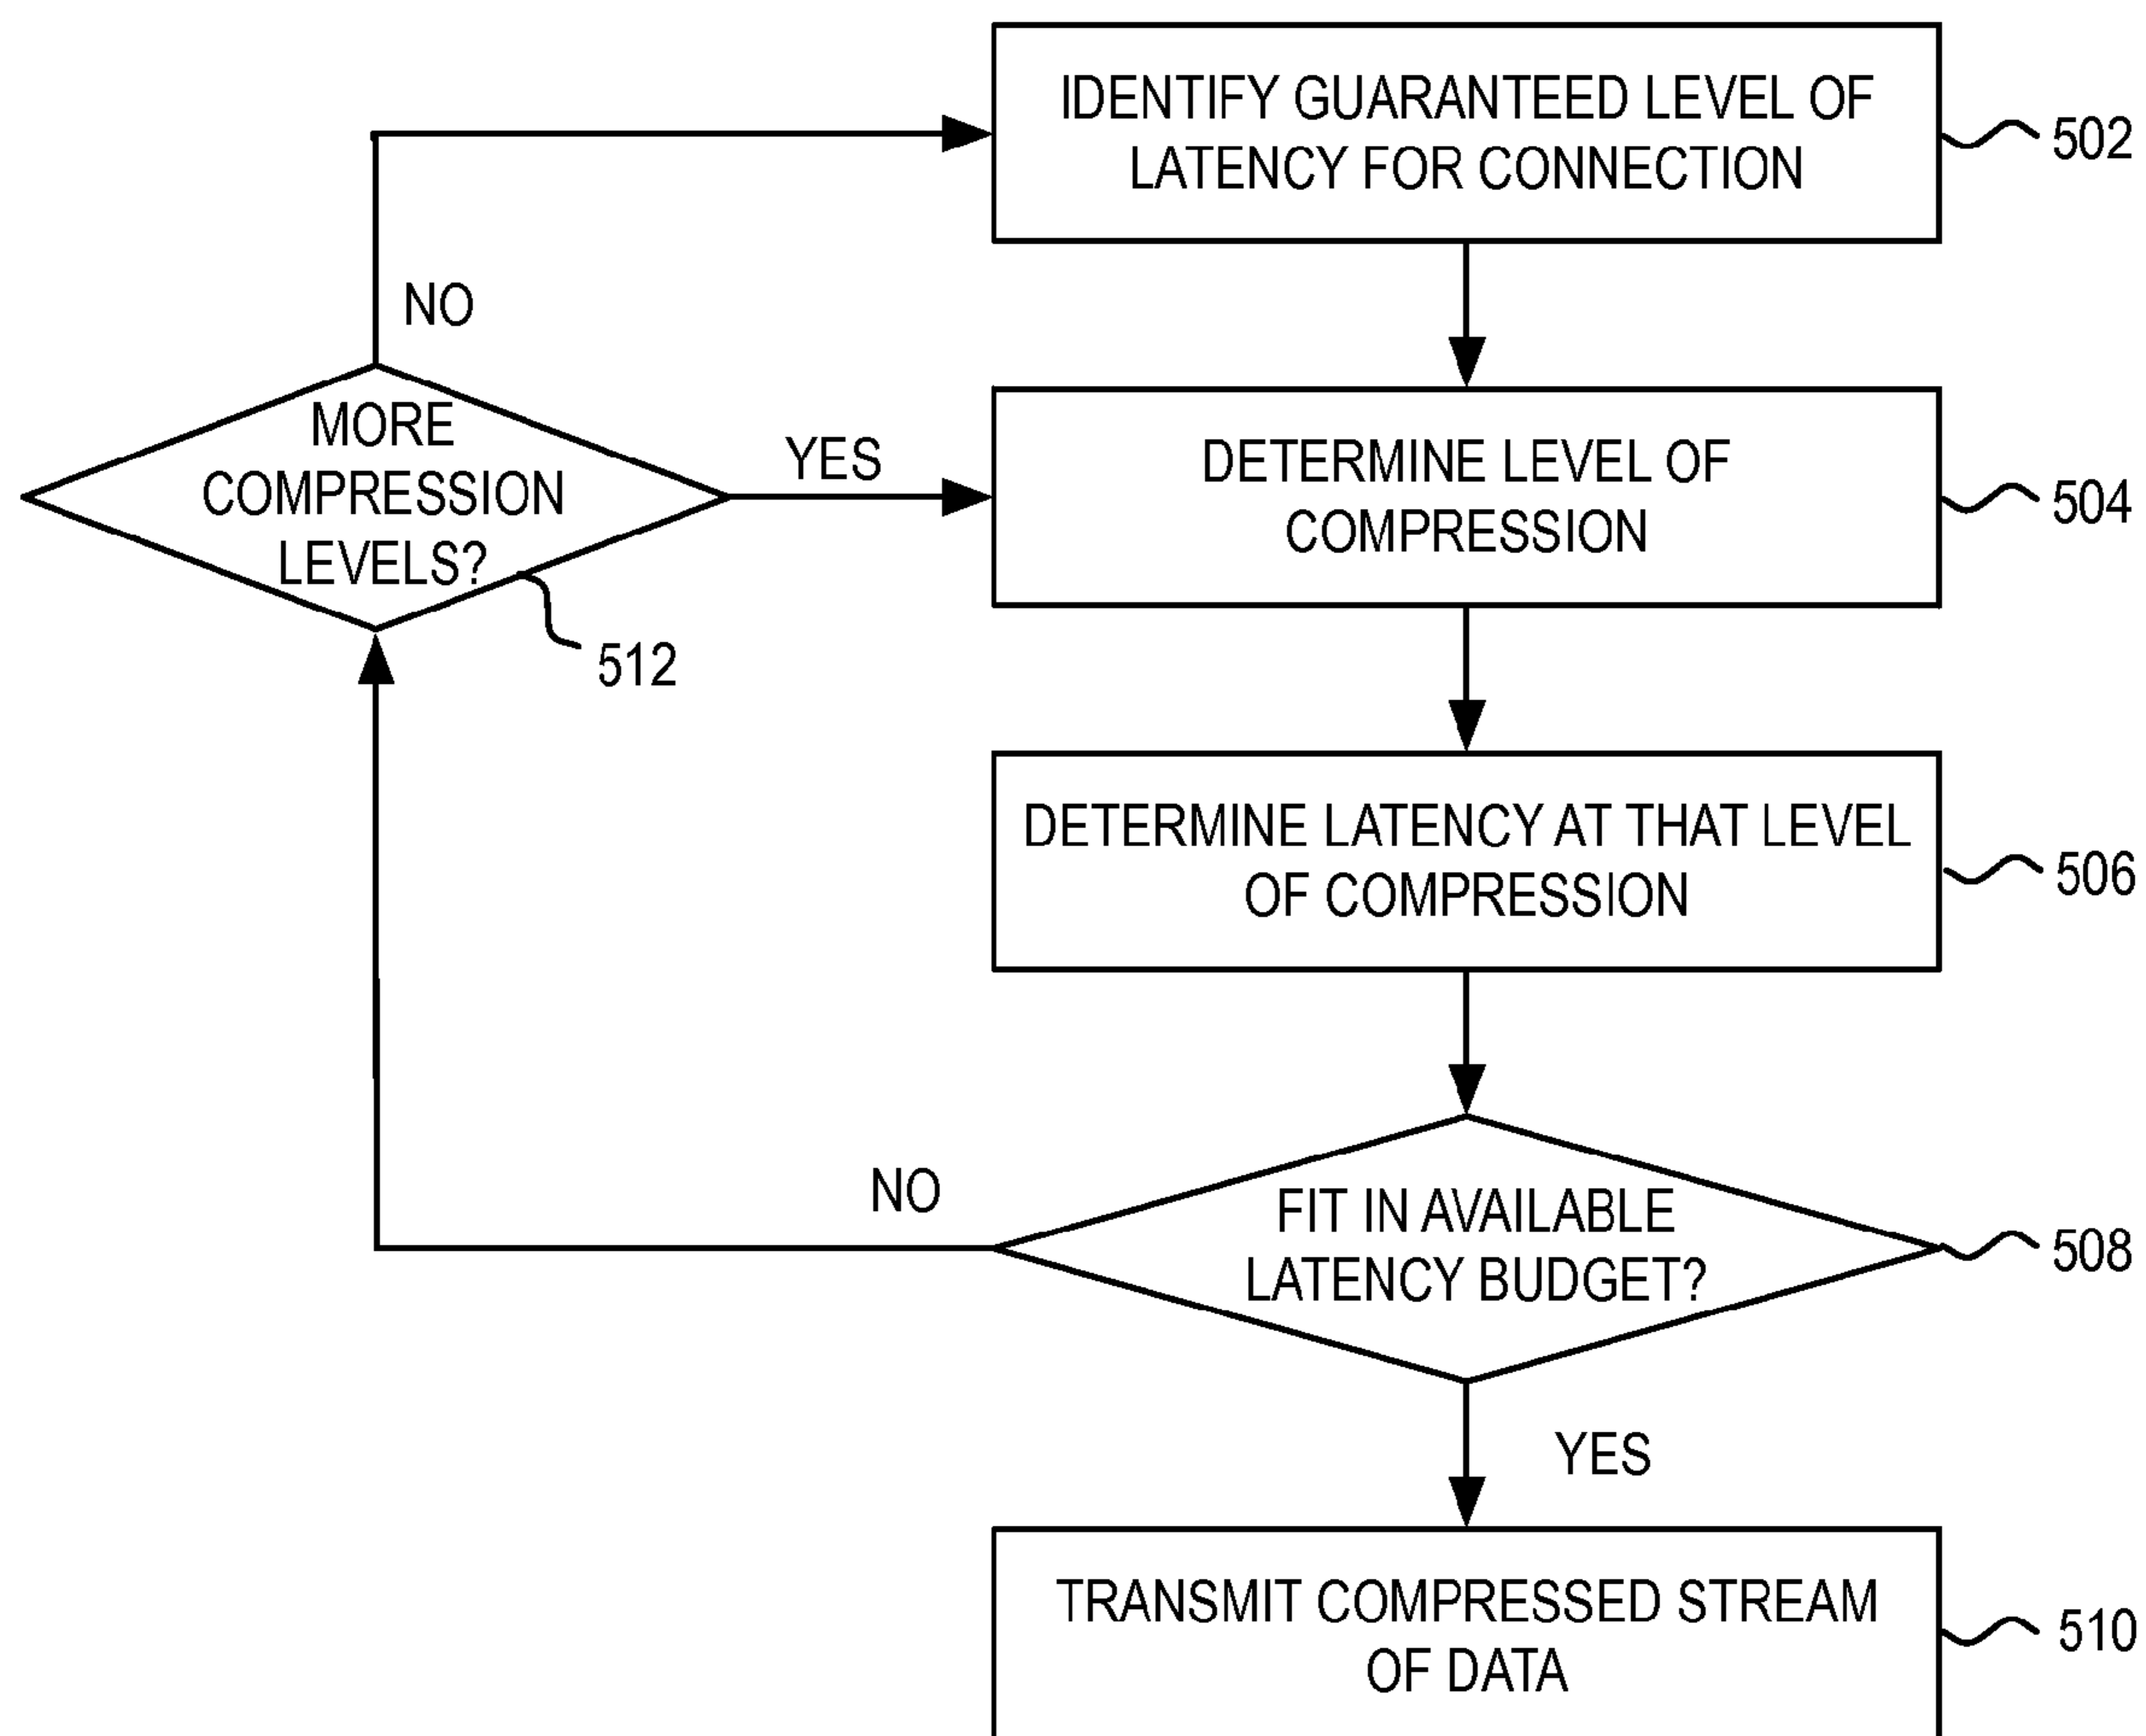 IDENTIFY GUARANTEED LEVEL OF
LATENCY FOR CONNECTION
502
NO
MORE
COMPRESSION
LEVELS?
512
YES
DETERMINE LEVEL OF
COMPRESSION
504
DETERMINE LATENCY AT THAT LEVEL
OF COMPRESSION
506
NO
FIT IN AVAILABLE
LATENCY BUDGET?
508
YES
TRANSMIT COMPRESSED STREAM
OF DATA
510